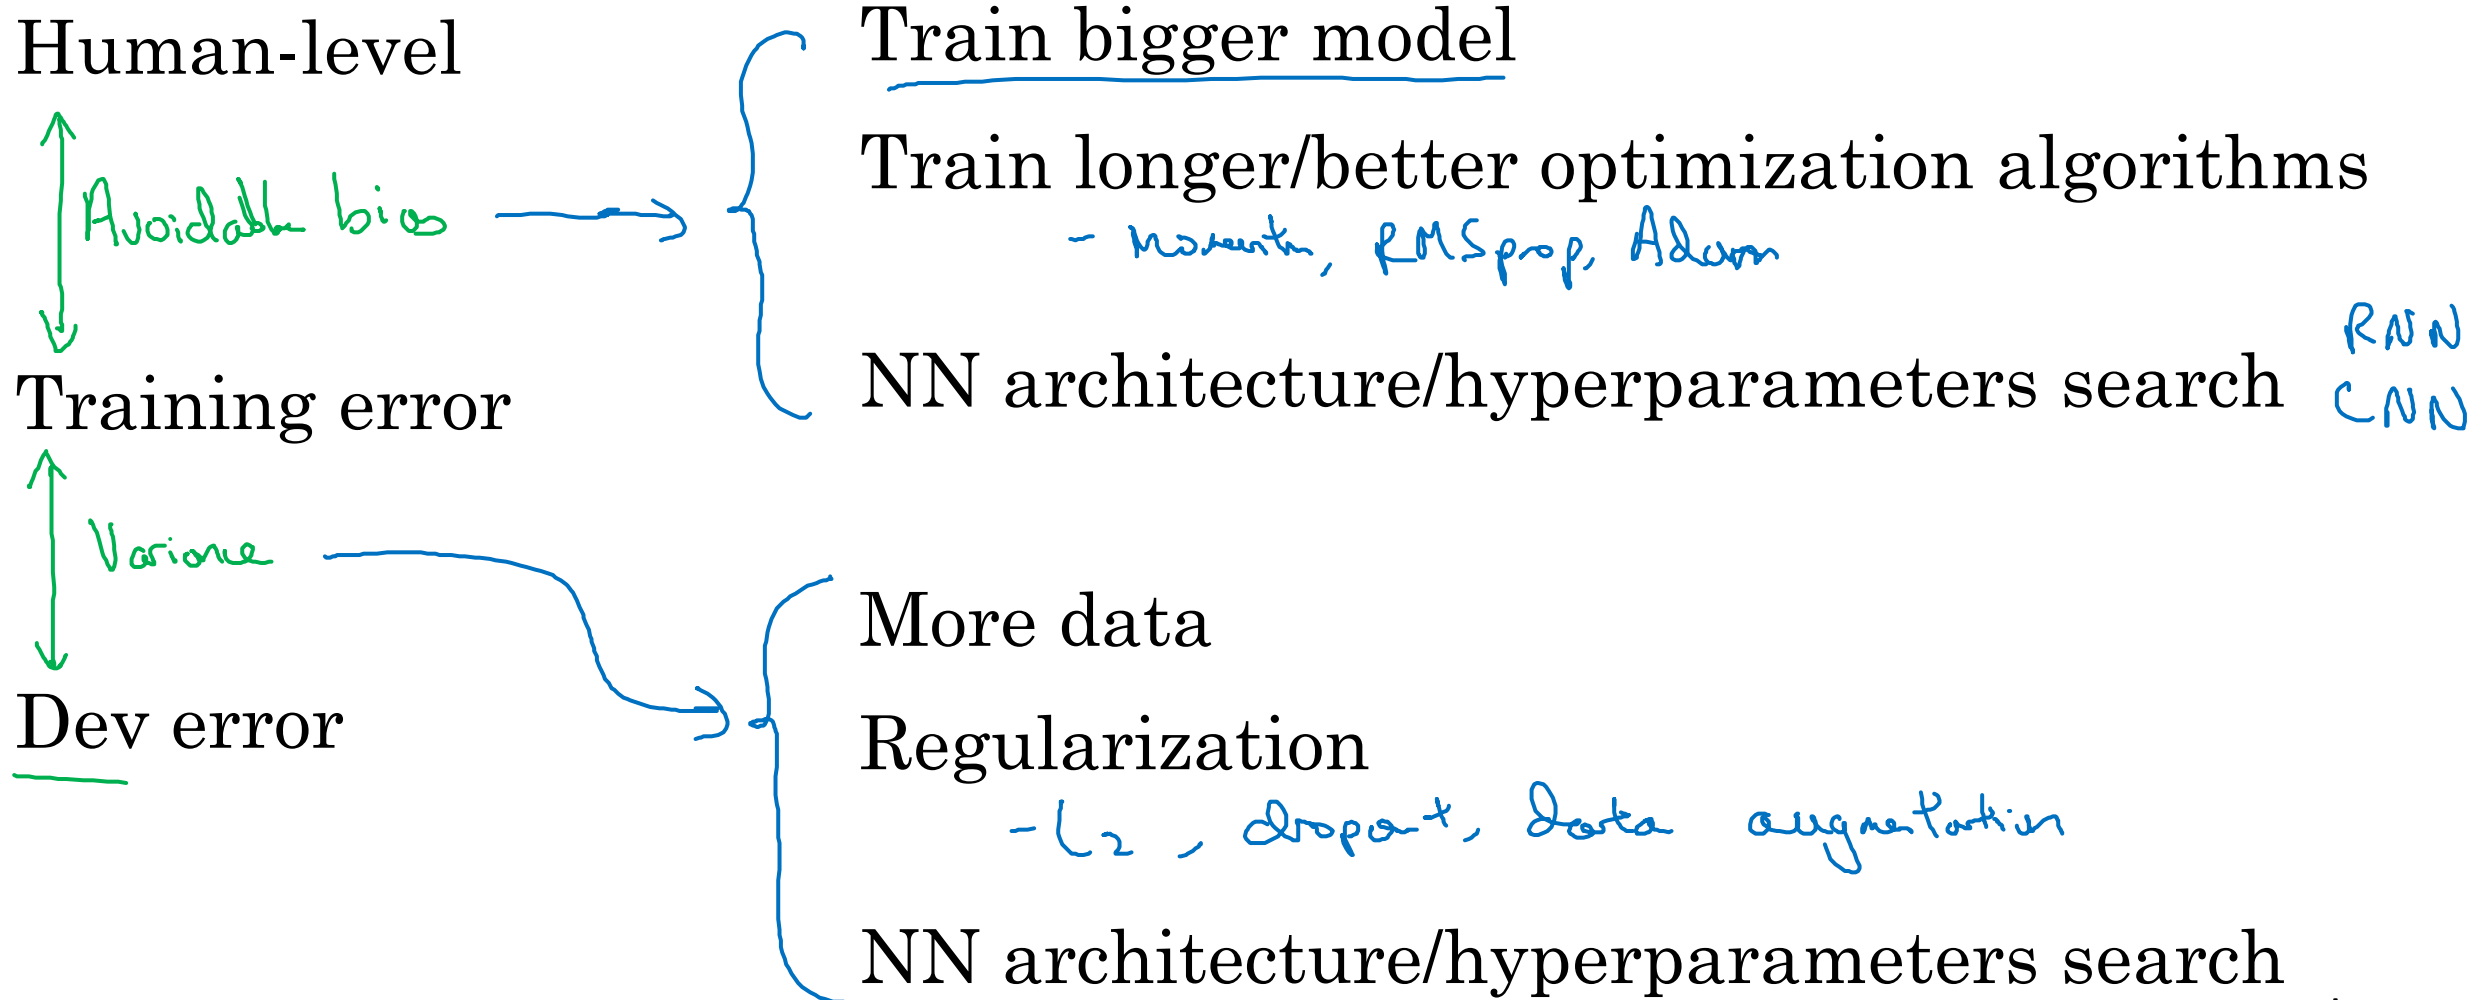 Human-level
Avoidable bias
Training error
Variance
Dev error
Train bigger model
Train longer/better optimization algorithms
- momentum, RMSprop, Adam
NN architecture/hyperparameters search
RNN
CNN
More data
Regularization
- L2, dropout, data augmentation
NN architecture/hyperparameters search